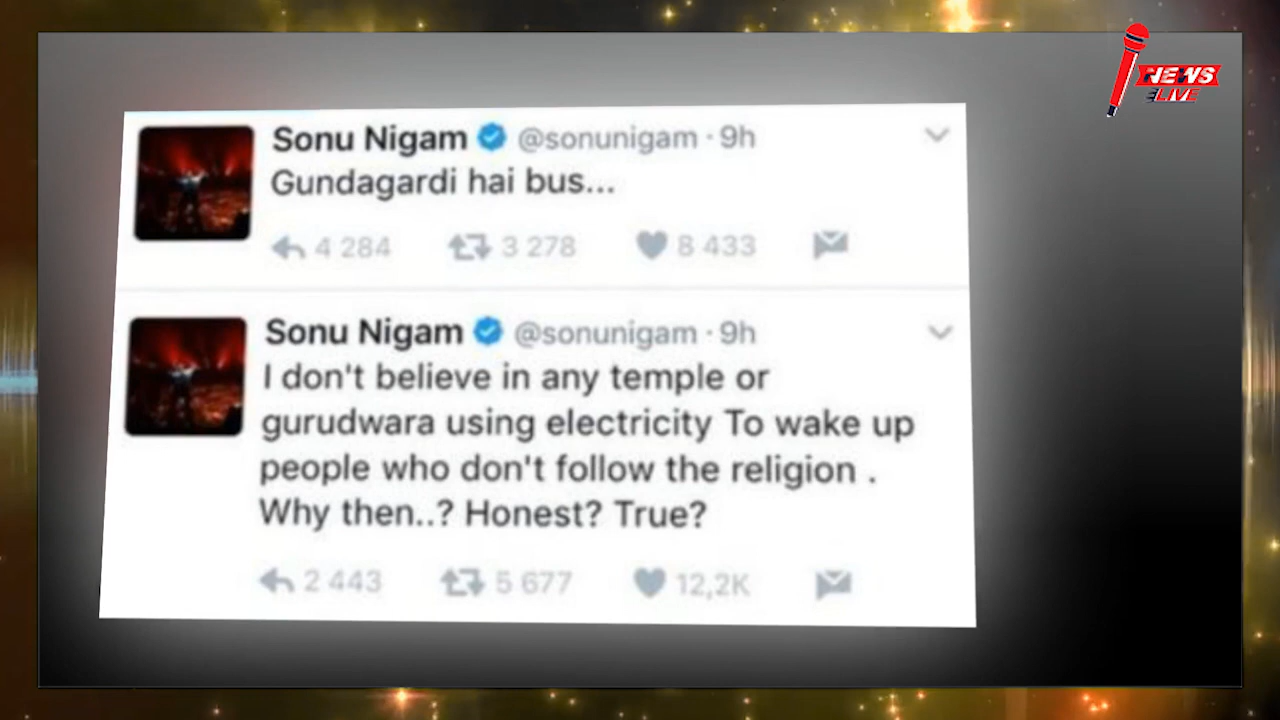 NEWS
LIVE
Sonu Nigam @sonunigam · 9h
Gundagardi hai bus...
4 284 3 278 8 433
Sonu Nigam @sonunigam · 9h
I don't believe in any temple or
gurudwara using electricity To wake up
people who don't follow the religion .
Why then..? Honest? True?
2 443 5 677 12,2K